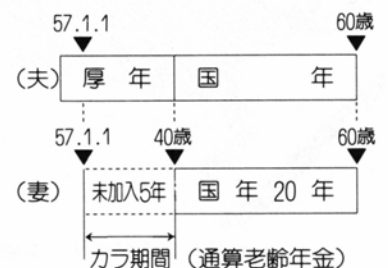 57.1.1 60歳
(夫) 厚年 国年
57.1.1 40歳 60歳
(妻) 未加入5年 国年20年
カラ期間 (通算老齢年金)